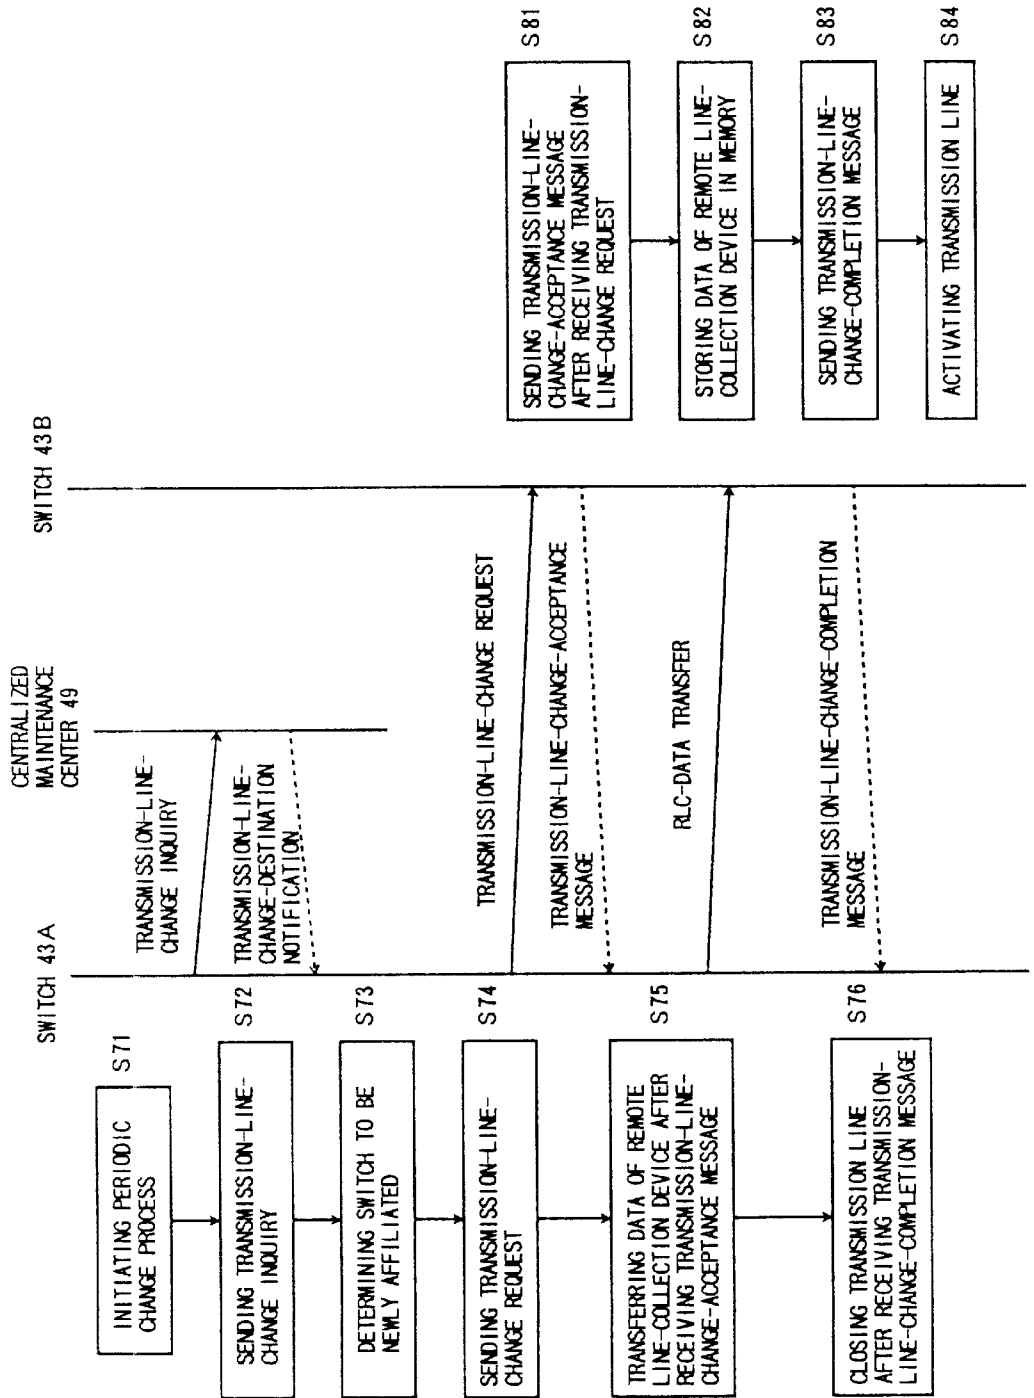 SWITCH 43A
CENTRALIZED
MAINTENANCE
CENTER 49
SWITCH 43B
S71
INITIATING PERIODIC
CHANGE PROCESS
S72
SENDING TRANSMISSION-LINE-
CHANGE INQUIRY
S73
DETERMINING SWITCH TO BE
NEWLY AFFILIATED
S74
SENDING TRANSMISSION-LINE-
CHANGE REQUEST
S75
TRANSFERRING DATA OF REMOTE
LINE-COLLECTION DEVICE AFTER
RECEIVING TRANSMISSION-LINE-
CHANGE-ACCEPTANCE MESSAGE
S76
CLOSING TRANSMISSION LINE
AFTER RECEIVING TRANSMISSION-
LINE-CHANGE-COMPLETION MESSAGE
TRANSMISSION-LINE-
CHANGE INQUIRY
TRANSMISSION-LINE-
CHANGE-DESTINATION
NOTIFICATION
TRANSMISSION-LINE-CHANGE REQUEST
TRANSMISSION-LINE-CHANGE-ACCEPTANCE
MESSAGE
RLC-DATA TRANSFER
TRANSMISSION-LINE-CHANGE-COMPLETION
MESSAGE
S81
SENDING TRANSMISSION-LINE-
CHANGE-ACCEPTANCE MESSAGE
AFTER RECEIVING TRANSMISSION-
LINE-CHANGE REQUEST
S82
STORING DATA OF REMOTE LINE-
COLLECTION DEVICE IN MEMORY
S83
SENDING TRANSMISSION-LINE-
CHANGE-COMPLETION MESSAGE
S84
ACTIVATING TRANSMISSION LINE